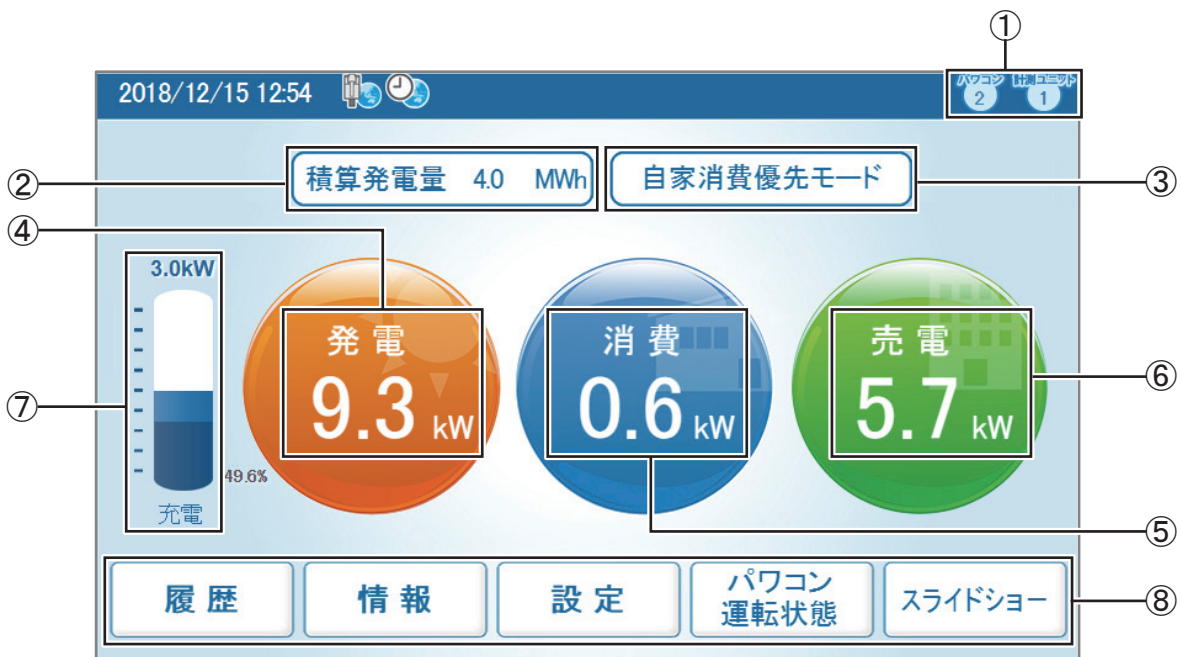 ①
2018/12/15 12:54
パワコン 計測ユニット
2 1
②
積算発電量 4.0 MWh
自家消費優先モード
③
④
3.0kW
発電
9.3 kW
消費
0.6 kW
売電
5.7 kW
⑥
⑦
49.6%
充電
⑤
履歴
情報
設定
パワコン
運転状態
スライドショー
⑧